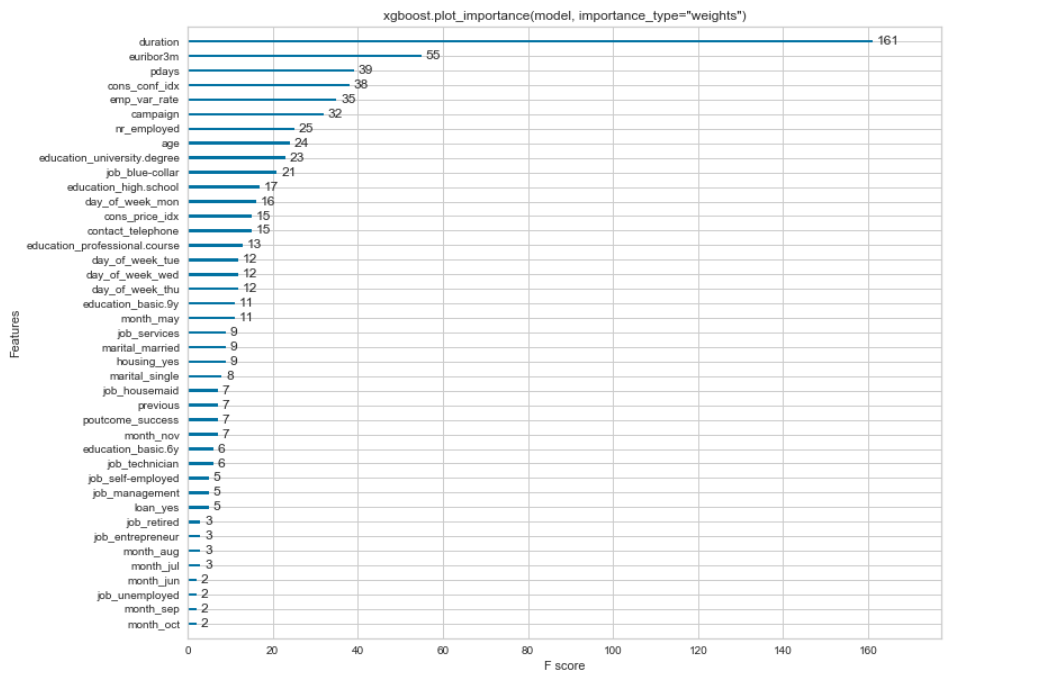 xgboost.plot_importance(model, importance_type="weights")
duration 161
euribor3m 55
pdays 39
cons_conf_idx 38
emp_var_rate 35
campaign 32
nr_employed 25
age 24
education_university.degree 23
job_blue-collar 21
education_high.school 17
day_of_week_mon 16
cons_price_idx 15
contact_telephone 15
education_professional.course 13
day_of_week_tue 12
day_of_week_wed 12
day_of_week_thu 12
education_basic.9y 11
month_may 11
job_services 9
marital_married 9
housing_yes 9
marital_single 8
job_housemaid 7
previous 7
poutcome_success 7
month_nov 7
education_basic.6y 6
job_technician 6
job_self-employed 5
job_management 5
loan_yes 5
job_retired 3
job_entrepreneur 3
month_aug 3
month_jul 3
month_jun 2
job_unemployed 2
month_sep 2
month_oct 2
Features
0 20 40 60 80 100 120 140 160
F score